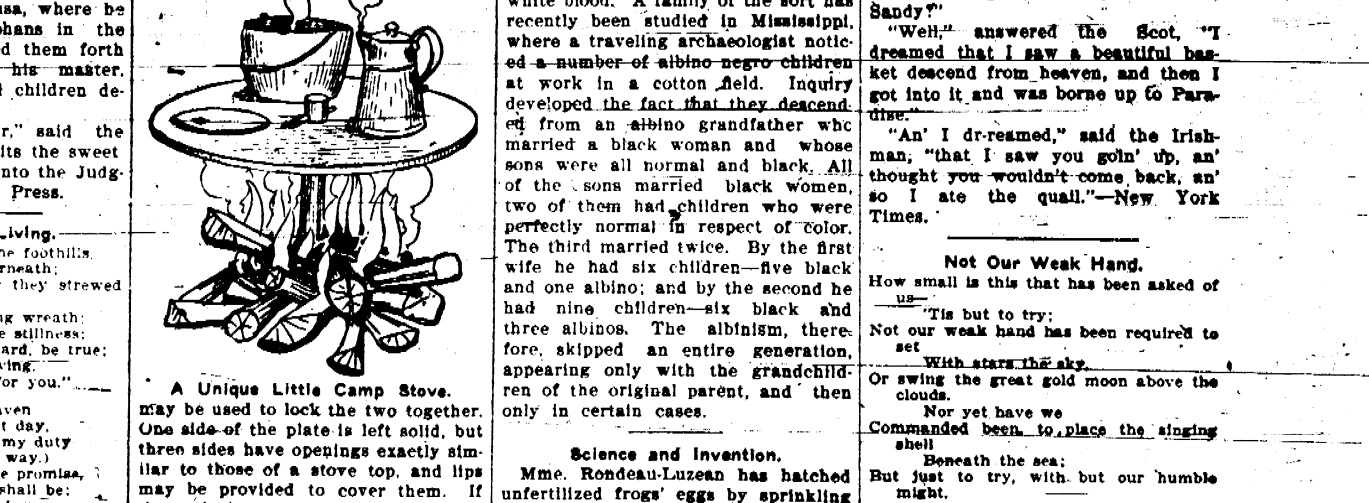 usa, where be
phans in the
ed them forth
his master.
children de-
r," said the
its the sweet
nto the Judg-
Press.
Living.
he foothills,
rneath;
they strewed
ng wreath;
e stillness;
ard, be true;
ving.
or you."
aven
t day,
my duty
way.)
e promise,
shall be;
A Unique Little Camp Stove.
may be used to lock the two together.
One side of the plate is left solid, but
three sides have openings exactly sim-
ilar to those of a stove top, and lips
may be provided to cover them. If
white blood. A family of the sort has
recently been studied in Mississippi,
where a traveling archaeologist notic-
ed a number of albino negro children
at work in a cotton field. Inquiry
developed the fact that they descend-
ed from an albino grandfather who
married a black woman and whose
sons were all normal and black. All
of the sons married black women,
two of them had children who were
perfectly normal in respect of color.
The third married twice. By the first
wife he had six children—five black
and one albino; and by the second he
had nine children—six black and
three albinos. The albinism, there-
fore, skipped an entire generation,
appearing only with the grandchild-
ren of the original parent, and then
only in certain cases.
Science and Invention.
Mme. Rondeau-Luzean has hatched
unfertilized frogs' eggs by sprinkling
Sandy?"
"Well," answered the Scot, "I
dreamed that I saw a beautiful bas-
ket descend from heaven, and then I
got into it and was borne up to Para-
dise."
"An' I dr-reamed," said the Irish-
man; "that I saw you goin' up, an'
thought you wouldn't come back, an'
so I ate the quail."—New York
Times.
Not Our Weak Hand.
How small is this that has been asked of
us—
'Tis but to try;
Not our weak hand has been required to
set
With stars the sky,
Or swing the great gold moon above the
clouds.
Nor yet have we
Commanded been to place the singing
shell
Beneath the sea;
But just to try, with but our humble
might,